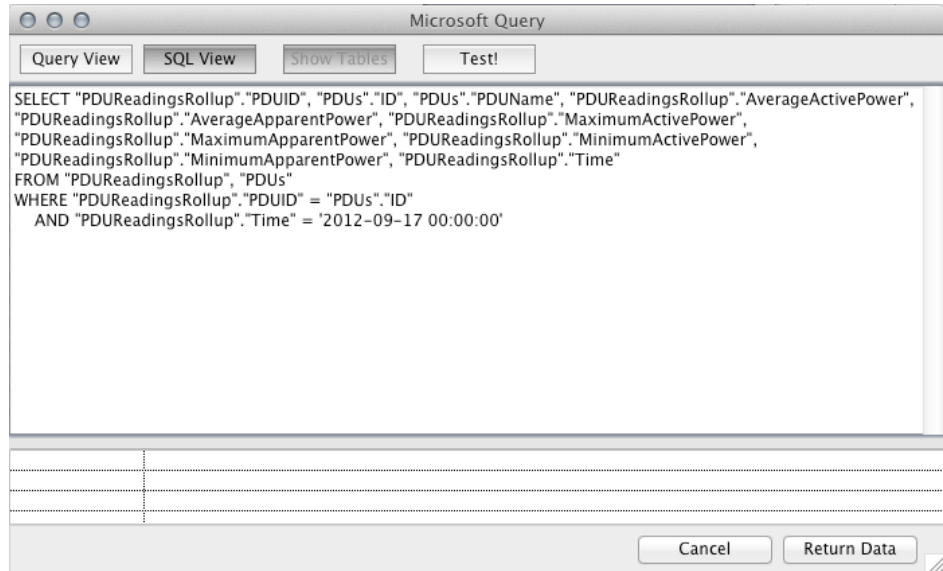 Microsoft Query
Query View SQL View Show Tables Test!
SELECT "PDUReadingsRollup"."PDUID", "PDUs"."ID", "PDUs"."PDUName", "PDUReadingsRollup"."AverageActivePower",
"PDUReadingsRollup"."AverageApparentPower", "PDUReadingsRollup"."MaximumActivePower",
"PDUReadingsRollup"."MaximumApparentPower", "PDUReadingsRollup"."MinimumActivePower",
"PDUReadingsRollup"."MinimumApparentPower", "PDUReadingsRollup"."Time"
FROM "PDUReadingsRollup", "PDUs"
WHERE "PDUReadingsRollup"."PDUID" = "PDUs"."ID"
AND "PDUReadingsRollup"."Time" = '2012-09-17 00:00:00'
Cancel Return Data